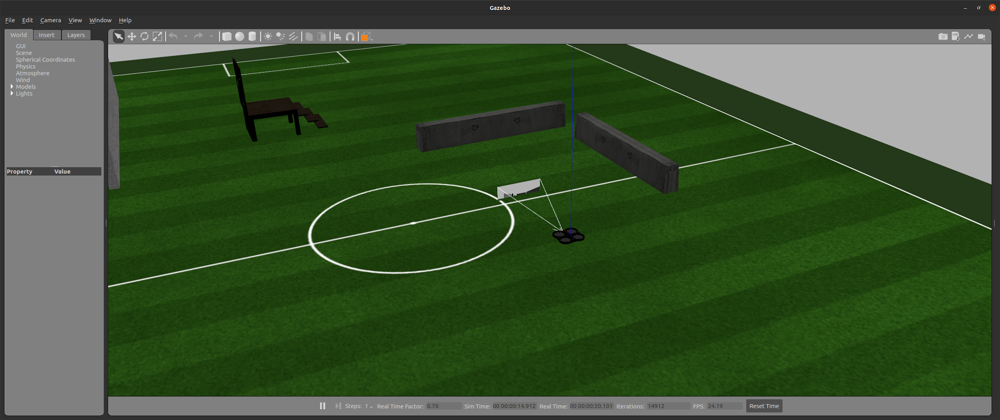 Gazebo
File Edit Camera View Window Help
World Insert Layers
GUI
Scene
Spherical Coordinates
Physics
Atmosphere
Wind
Models
Lights
Property Value
LOG
Steps: 1 Real Time Factor: 0.76 Sim Time: 00 00:00:14.912 Real Time: 00 00:00:20.101 Iterations: 14912 FPS: 24.19 Reset Time